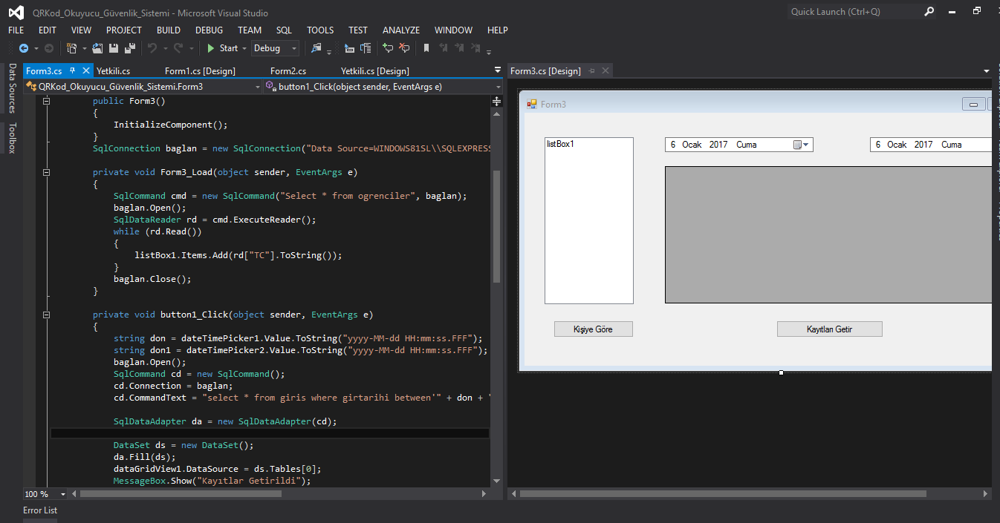 QRKod_Okuyucu_Güvenlik_Sistemi - Microsoft Visual Studio
Quick Launch (Ctrl+Q)
FILE EDIT VIEW PROJECT BUILD DEBUG TEAM SQL TOOLS TEST ANALYZE WINDOW HELP
Start Debug
Data Sources
Toolbox
Form3.cs Yetkili.cs Form1.cs [Design] Form2.cs Yetkili.cs [Design]
QRKod_Okuyucu_Güvenlik_Sistemi.Form3 button1_Click(object sender, EventArgs e)
public Form3()
{
InitializeComponent();
}
SqlConnection baglan = new SqlConnection("Data Source=WINDOWS81SL\\SQLEXPRESS
private void Form3_Load(object sender, EventArgs e)
{
SqlCommand cmd = new SqlCommand("Select * from ogrenciler", baglan);
baglan.Open();
SqlDataReader rd = cmd.ExecuteReader();
while (rd.Read())
{
listBox1.Items.Add(rd["TC"].ToString());
}
baglan.Close();
}
private void button1_Click(object sender, EventArgs e)
{
string don = dateTimePicker1.Value.ToString("yyyy-MM-dd HH:mm:ss.FFF");
string don1 = dateTimePicker2.Value.ToString("yyyy-MM-dd HH:mm:ss.FFF");
baglan.Open();
SqlCommand cd = new SqlCommand();
cd.Connection = baglan;
cd.CommandText = "select * from giris where girtarihi between'" + don + "
SqlDataAdapter da = new SqlDataAdapter(cd);
DataSet ds = new DataSet();
da.Fill(ds);
dataGridView1.DataSource = ds.Tables[0];
MessageBox.Show("Kayıtlar Getirildi");
100 %
Error List
Form3.cs [Design]
Form3
listBox1
6 Ocak 2017 Cuma
6 Ocak 2017 Cuma
Kişiye Göre
Kayıtları Getir